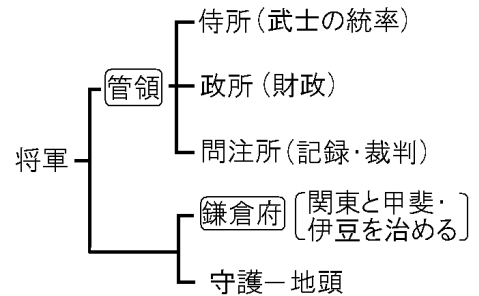 侍所(武士の統率)
管領
政所(財政)
将軍
問注所(記録・裁判)
鎌倉府
関東と甲斐・
伊豆を治める
守護ー地頭